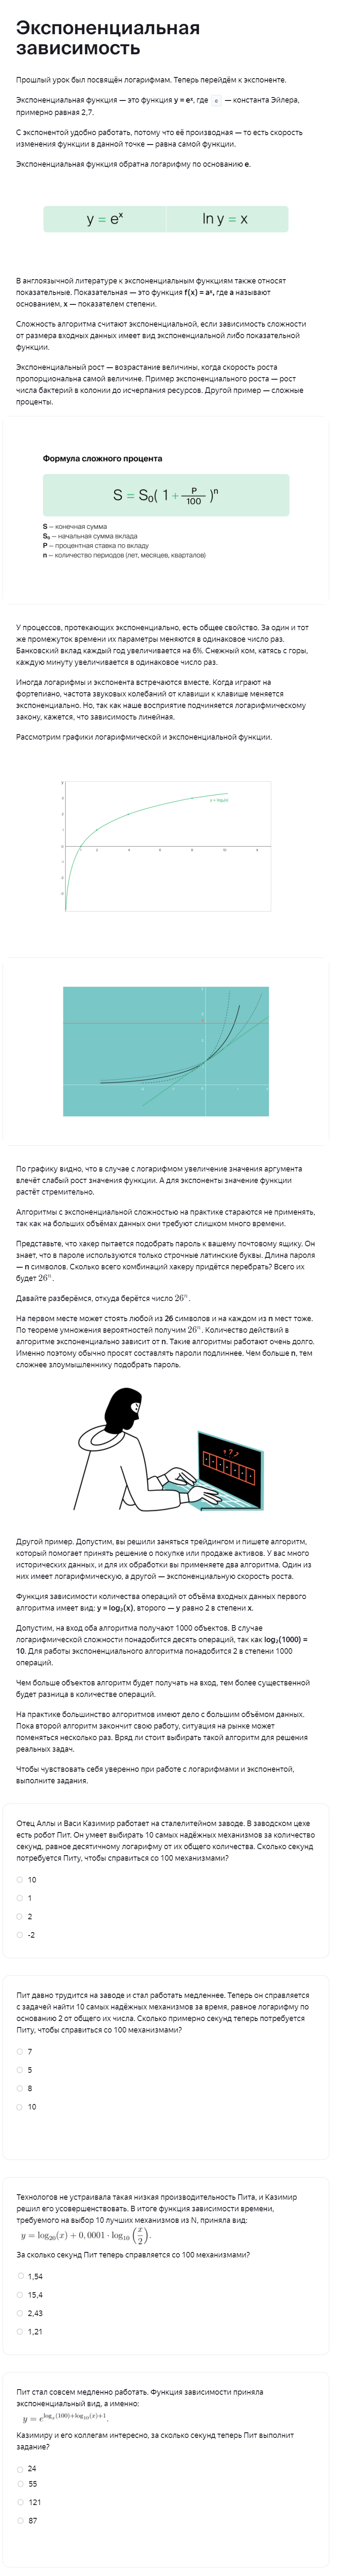 Экспоненциальная
зависимость
Прошлый урок был посвящён логарифмам. Теперь перейдём к экспоненте.
Экспоненциальная функция — это функция y = eˣ, где e — константа Эйлера,
примерно равная 2,7.
С экспонентой удобно работать, потому что её производная — то есть скорость
изменения функции в данной точке — равна самой функции.
Экспоненциальная функция обратна логарифму по основанию e.
y = eˣ
ln y = x
В англоязычной литературе к экспоненциальным функциям также относят
показательные. Показательная — это функция f(x) = aˣ, где a называют
основанием, x — показателем степени.
Сложность алгоритма считают экспоненциальной, если зависимость сложности
от размера входных данных имеет вид экспоненциальной либо показательной
функции.
Экспоненциальный рост — возрастание величины, когда скорость роста
пропорциональна самой величине. Пример экспоненциального роста — рост
числа бактерий в колонии до исчерпания ресурсов. Другой пример — сложные
проценты.
Формула сложного процента
S = S₀( 1 + P/100 )ⁿ
S — конечная сумма
S₀ — начальная сумма вклада
P — процентная ставка по вкладу
n — количество периодов (лет, месяцев, кварталов)
У процессов, протекающих экспоненциально, есть общее свойство. За один и тот
же промежуток времени их параметры меняются в одинаковое число раз.
Банковский вклад каждый год увеличивается на 6%. Снежный ком, катясь с горы,
каждую минуту увеличивается в одинаковое число раз.
Иногда логарифмы и экспонента встречаются вместе. Когда играют на
фортепиано, частота звуковых колебаний от клавиши к клавише меняется
экспоненциально. Но, так как наше восприятие подчиняется логарифмическому
закону, кажется, что зависимость линейная.
Рассмотрим графики логарифмической и экспоненциальной функции.
По графику видно, что в случае с логарифмом увеличение значения аргумента
влечёт слабый рост значения функции. А для экспоненты значение функции
растёт стремительно.
Алгоритмы с экспоненциальной сложностью на практике стараются не применять,
так как на больших объёмах данных они требуют слишком много времени.
Представьте, что хакер пытается подобрать пароль к вашему почтовому ящику. Он
знает, что в пароле используются только строчные латинские буквы. Длина пароля
— n символов. Сколько всего комбинаций хакеру придётся перебрать? Всего их
будет 26ⁿ.
Давайте разберёмся, откуда берётся число 26ⁿ.
На первом месте может стоять любой из 26 символов и на каждом из n мест тоже.
По теореме умножения вероятностей получим 26ⁿ. Количество действий в
алгоритме экспоненциально зависит от n. Такие алгоритмы работают очень долго.
Именно поэтому обычно просят составлять пароли подлиннее. Чем больше n, тем
сложнее злоумышленнику подобрать пароль.
Другой пример. Допустим, вы решили заняться трейдингом и пишете алгоритм,
который помогает принять решение о покупке или продаже активов. У вас много
исторических данных, и для их обработки вы применяете два алгоритма. Один из
них имеет логарифмическую, а другой — экспоненциальную скорость роста.
Функция зависимости количества операций от объёма входных данных первого
алгоритма имеет вид: y = log₂(x), второго — y равно 2 в степени x.
Допустим, на вход оба алгоритма получают 1000 объектов. В случае
логарифмической сложности понадобится десять операций, так как log₂(1000) =
10. Для работы экспоненциального алгоритма понадобится 2 в степени 1000
операций.
Чем больше объектов алгоритм будет получать на вход, тем более существенной
будет разница в количестве операций.
На практике большинство алгоритмов имеют дело с большим объёмом данных.
Пока второй алгоритм закончит свою работу, ситуация на рынке может
поменяться несколько раз. Вряд ли стоит выбирать такой алгоритм для решения
реальных задач.
Чтобы чувствовать себя уверенно при работе с логарифмами и экспонентой,
выполните задания.
Отец Аллы и Васи Казимир работает на сталелитейном заводе. В заводском цехе
есть робот Пит. Он умеет выбирать 10 самых надёжных механизмов за количество
секунд, равное десятичному логарифму от их общего количества. Сколько секунд
потребуется Питу, чтобы справиться со 100 механизмами?
10
1
2
-2
Пит давно трудится на заводе и стал работать медленнее. Теперь он справляется
с задачей найти 10 самых надёжных механизмов за время, равное логарифму по
основанию 2 от общего их числа. Сколько примерно секунд теперь потребуется
Питу, чтобы справиться со 100 механизмами?
7
5
8
10
Технологов не устраивала такая низкая производительность Пита, и Казимир
решил его усовершенствовать. В итоге функция зависимости времени,
требуемого на выбор 10 лучших механизмов из N, приняла вид:
y = log₂₀(x) + 0,0001 · log₁₀(x/2).
За сколько секунд Пит теперь справляется со 100 механизмами?
1,54
15,4
2,43
1,21
Пит стал совсем медленно работать. Функция зависимости приняла
экспоненциальный вид, а именно:
Казимиру и его коллегам интересно, за сколько секунд теперь Пит выполнит
задание?
24
55
121
87